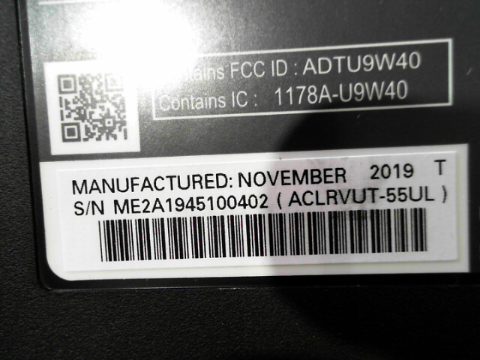 Contains FCC ID : ADTU9W40
Contains IC : 1178A-U9W40
MANUFACTURED: NOVEMBER 2019 T
S/N ME2A1945100402 ( ACLRVUT-55UL )